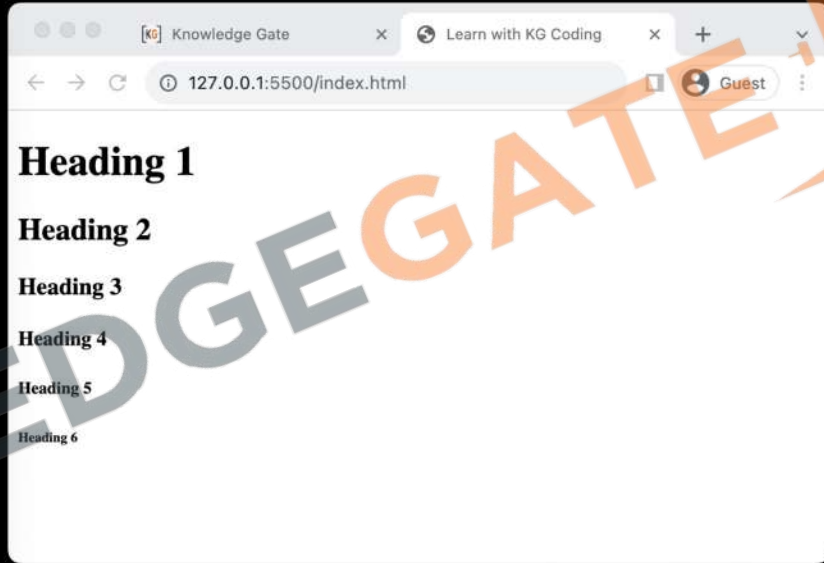 [KG] Knowledge Gate
Learn with KG Coding
127.0.0.1:5500/index.html
Guest
Heading 1
Heading 2
Heading 3
Heading 4
Heading 5
Heading 6
EDGEGATE